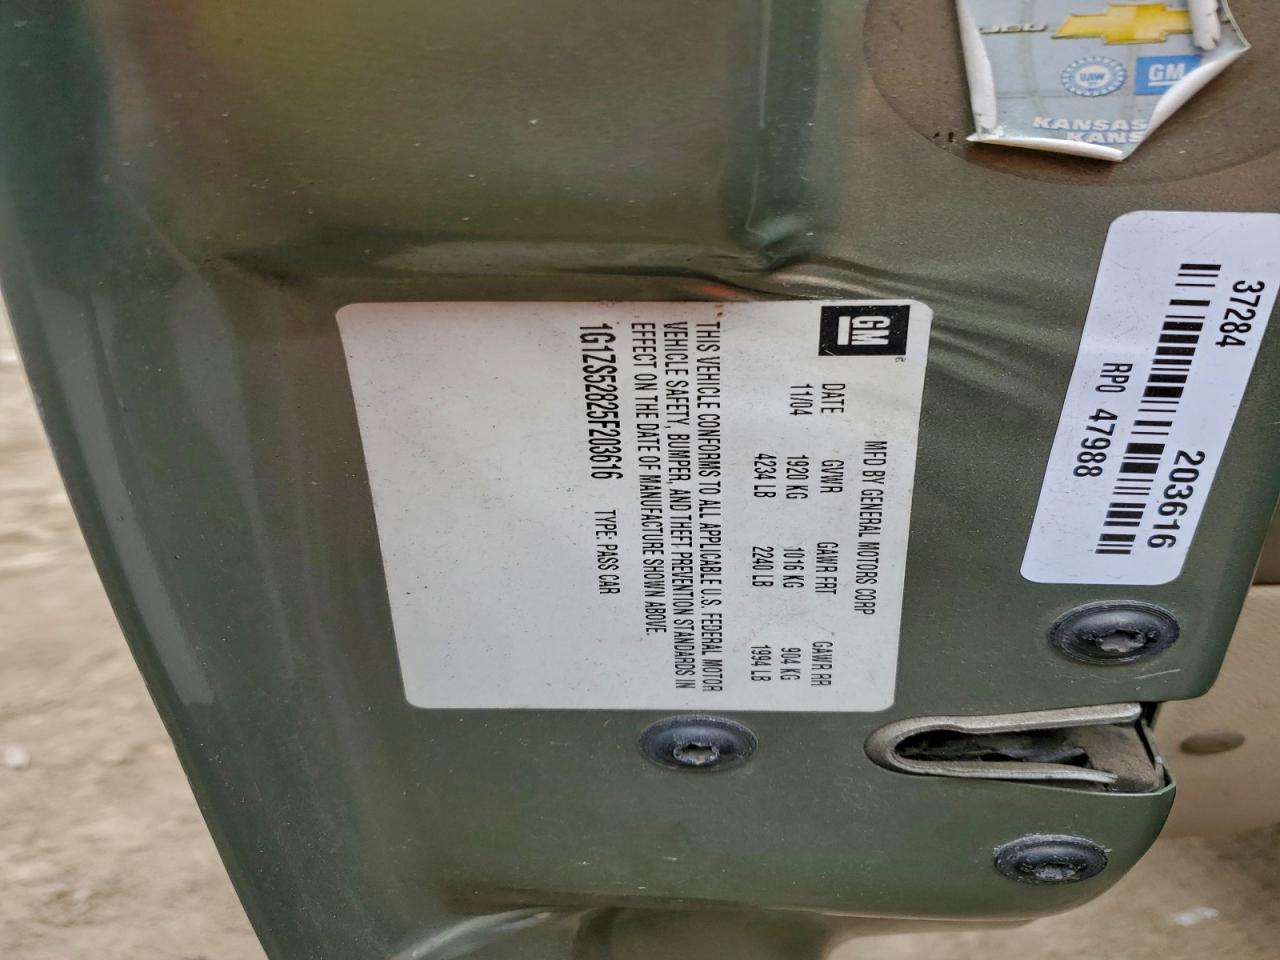 GM
MFD BY GENERAL MOTORS CORP
DATE GVWR GAWR FRT GAWR RR
11/04 1920 KG 1016 KG 904 KG
4234 LB 2240 LB 1994 LB
THIS VEHICLE CONFORMS TO ALL APPLICABLE U.S. FEDERAL MOTOR
VEHICLE SAFETY, BUMPER, AND THEFT PREVENTION STANDARDS IN
EFFECT ON THE DATE OF MANUFACTURE SHOWN ABOVE.
1G1ZS52825F203616 TYPE: PASS CAR
37284 203616
RPO 47988
UAW
GM
KANSAS
KANS